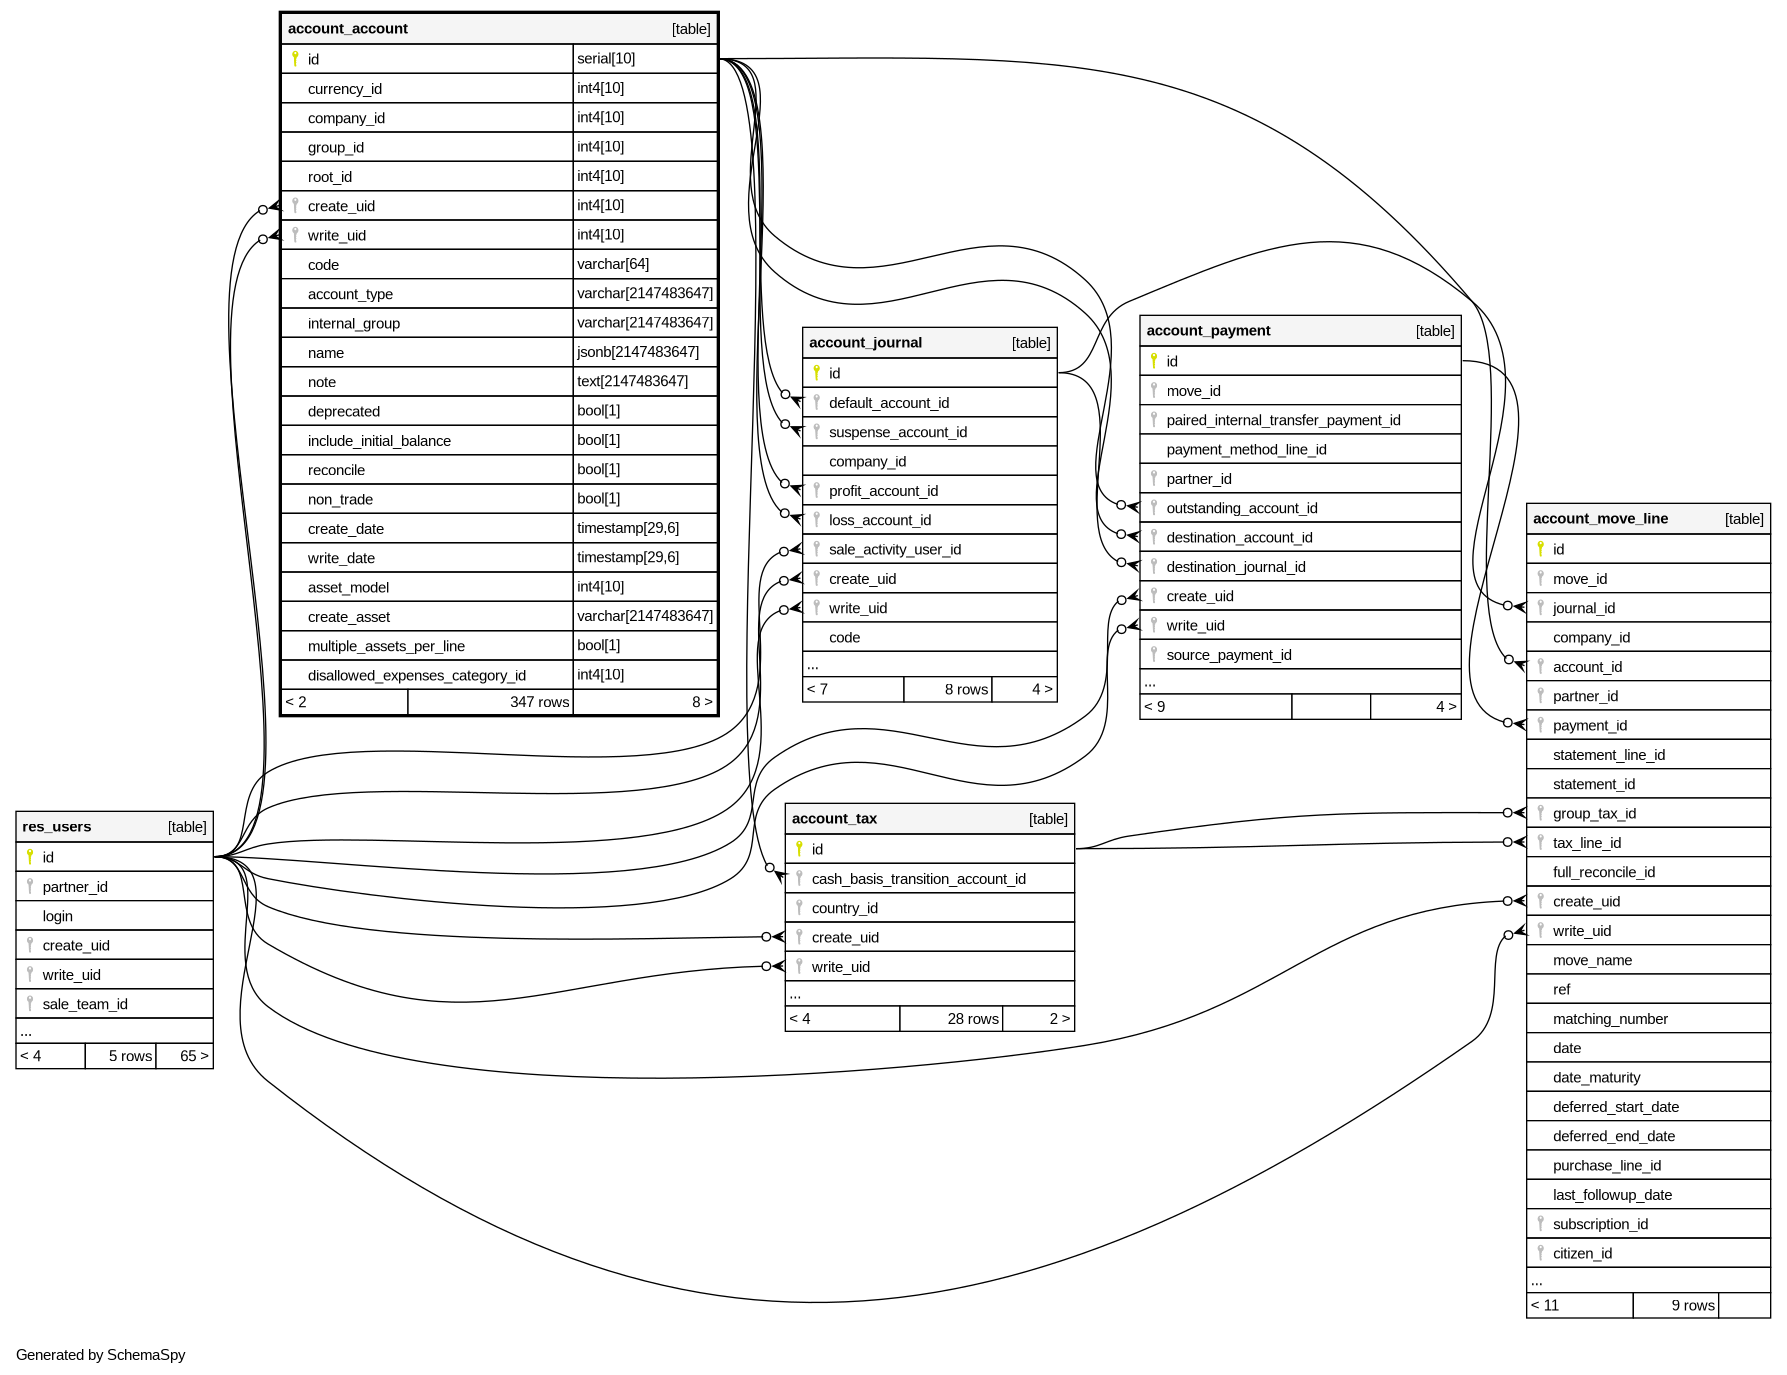 account_account [table]
id serial[10]
currency_id int4[10]
company_id int4[10]
group_id int4[10]
root_id int4[10]
create_uid int4[10]
write_uid int4[10]
code varchar[64]
account_type varchar[2147483647]
internal_group varchar[2147483647]
name jsonb[2147483647]
note text[2147483647]
deprecated bool[1]
include_initial_balance bool[1]
reconcile bool[1]
non_trade bool[1]
create_date timestamp[29,6]
write_date timestamp[29,6]
asset_model int4[10]
create_asset varchar[2147483647]
multiple_assets_per_line bool[1]
disallowed_expenses_category_id int4[10]
< 2 347 rows 8 >
account_journal [table]
id
default_account_id
suspense_account_id
company_id
profit_account_id
loss_account_id
sale_activity_user_id
create_uid
write_uid
code
...
< 7 8 rows 4 >
account_payment [table]
id
move_id
paired_internal_transfer_payment_id
payment_method_line_id
partner_id
outstanding_account_id
destination_account_id
destination_journal_id
create_uid
write_uid
source_payment_id
...
< 9 4 >
account_move_line [table]
id
move_id
journal_id
company_id
account_id
partner_id
payment_id
statement_line_id
statement_id
group_tax_id
tax_line_id
full_reconcile_id
create_uid
write_uid
move_name
ref
matching_number
date
date_maturity
deferred_start_date
deferred_end_date
purchase_line_id
last_followup_date
subscription_id
citizen_id
...
< 11 9 rows
res_users [table]
id
partner_id
login
create_uid
write_uid
sale_team_id
...
< 4 5 rows 65 >
account_tax [table]
id
cash_basis_transition_account_id
country_id
create_uid
write_uid
...
< 4 28 rows 2 >
Generated by SchemaSpy